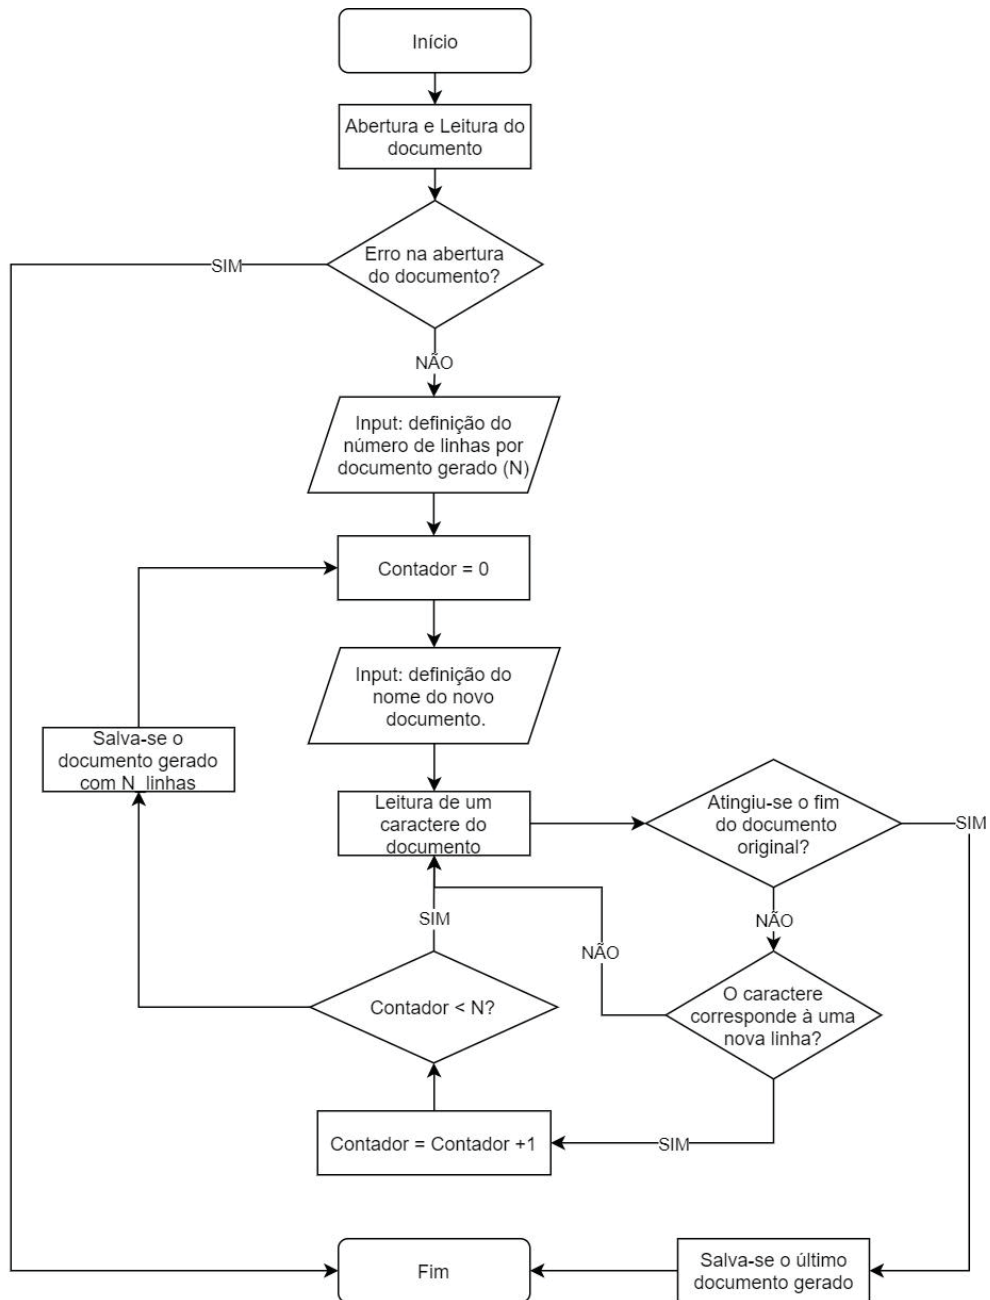 Início
Abertura e Leitura do
documento
Erro na abertura
do documento?
SIM
NÃO
Input: definição do
número de linhas por
documento gerado (N)
Contador = 0
Input: definição do
nome do novo
documento.
Salva-se o
documento gerado
com N linhas
Leitura de um
caractere do
documento
Atingiu-se o fim
do documento
original?
SIM
NÃO
SIM
NÃO
Contador < N?
O caractere
corresponde à uma
nova linha?
Contador = Contador +1
SIM
Fim
Salva-se o último
documento gerado